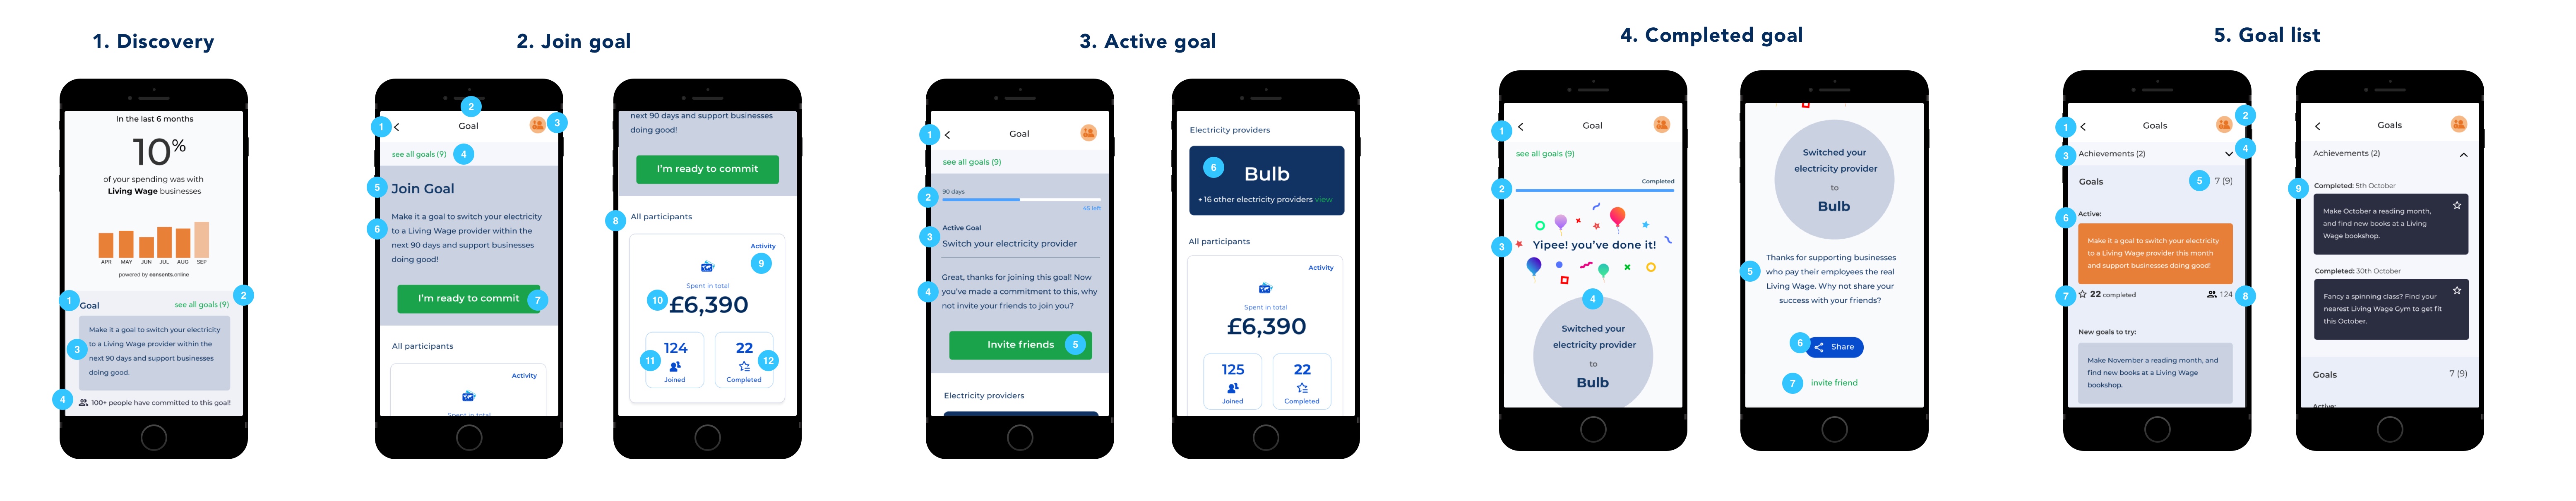 1. Discovery
In the last 6 months
10%
of your spending was with
Living Wage businesses
APR MAY JUN JUL AUG SEP
powered by consents.online
1
Goal
see all goals (9)
2
3
Make it a goal to switch your electricity
to a Living Wage provider within the
next 90 days and support businesses
doing good.
4
100+ people have committed to this goal!
2. Join goal
2
1
Goal
3
see all goals (9)
4
5
Join Goal
6
Make it a goal to switch your electricity
to a Living Wage provider within the
next 90 days and support businesses
doing good!
I'm ready to commit
7
All participants
Activity
Spent in total
next 90 days and support businesses
doing good!
I'm ready to commit
8
All participants
Activity
9
Spent in total
10
£6,390
124
11
Joined
22
12
Completed
3. Active goal
1
Goal
see all goals (9)
90 days
2
45 left
Active Goal
3
Switch your electricity provider
Great, thanks for joining this goal! Now
4
you've made a commitment to this, why
not invite your friends to join you?
Invite friends
5
Electricity providers
Electricity providers
6
Bulb
+ 16 other electricity providers view
All participants
Activity
Spent in total
£6,390
125
Joined
22
Completed
4. Completed goal
1
Goal
see all goals (9)
Completed
2
3
Yipee! you've done it!
4
Switched your
electricity provider
to
Bulb
Switched your
electricity provider
to
Bulb
Thanks for supporting businesses
5
who pay their employees the real
Living Wage. Why not share your
success with your friends?
6
Share
7
invite friend
5. Goal list
1
Goals
2
3
Achievements (2)
4
Goals
5
7 (9)
6
Active:
Make it a goal to switch your electricity
to a Living Wage provider this month
and support businesses doing good!
7
22 completed
124
8
New goals to try:
Make November a reading month, and
find new books at a Living Wage
bookshop.
Goals
Achievements (2)
9
Completed: 5th October
Make October a reading month,
and find new books at a Living
Wage bookshop.
Completed: 30th October
Fancy a spinning class? Find your
nearest Living Wage Gym to get fit
this October.
Goals
7 (9)
Active: